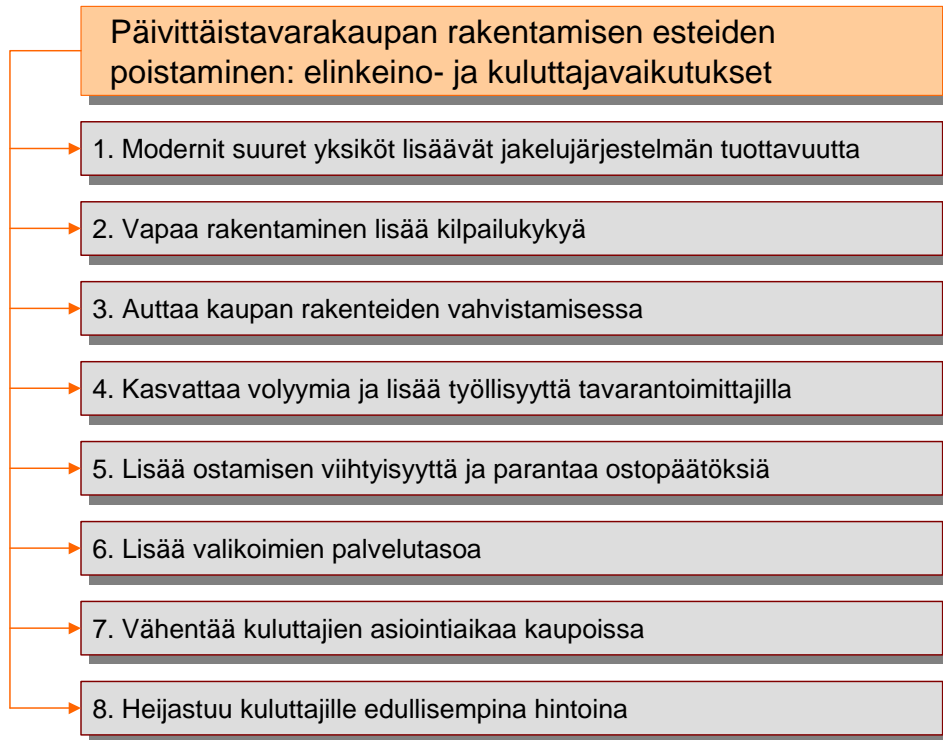 Päivittäistavarakaupan rakentamisen esteiden
poistaminen: elinkeino- ja kuluttajavaikutukset
1. Modernit suuret yksiköt lisäävät jakelujärjestelmän tuottavuutta
2. Vapaa rakentaminen lisää kilpailukykyä
3. Auttaa kaupan rakenteiden vahvistamisessa
4. Kasvattaa volyymia ja lisää työllisyyttä tavarantoimittajilla
5. Lisää ostamisen viihtyisyyttä ja parantaa ostopäätöksiä
6. Lisää valikoimien palvelutasoa
7. Vähentää kuluttajien asiointiaikaa kaupoissa
8. Heijastuu kuluttajille edullisempina hintoina